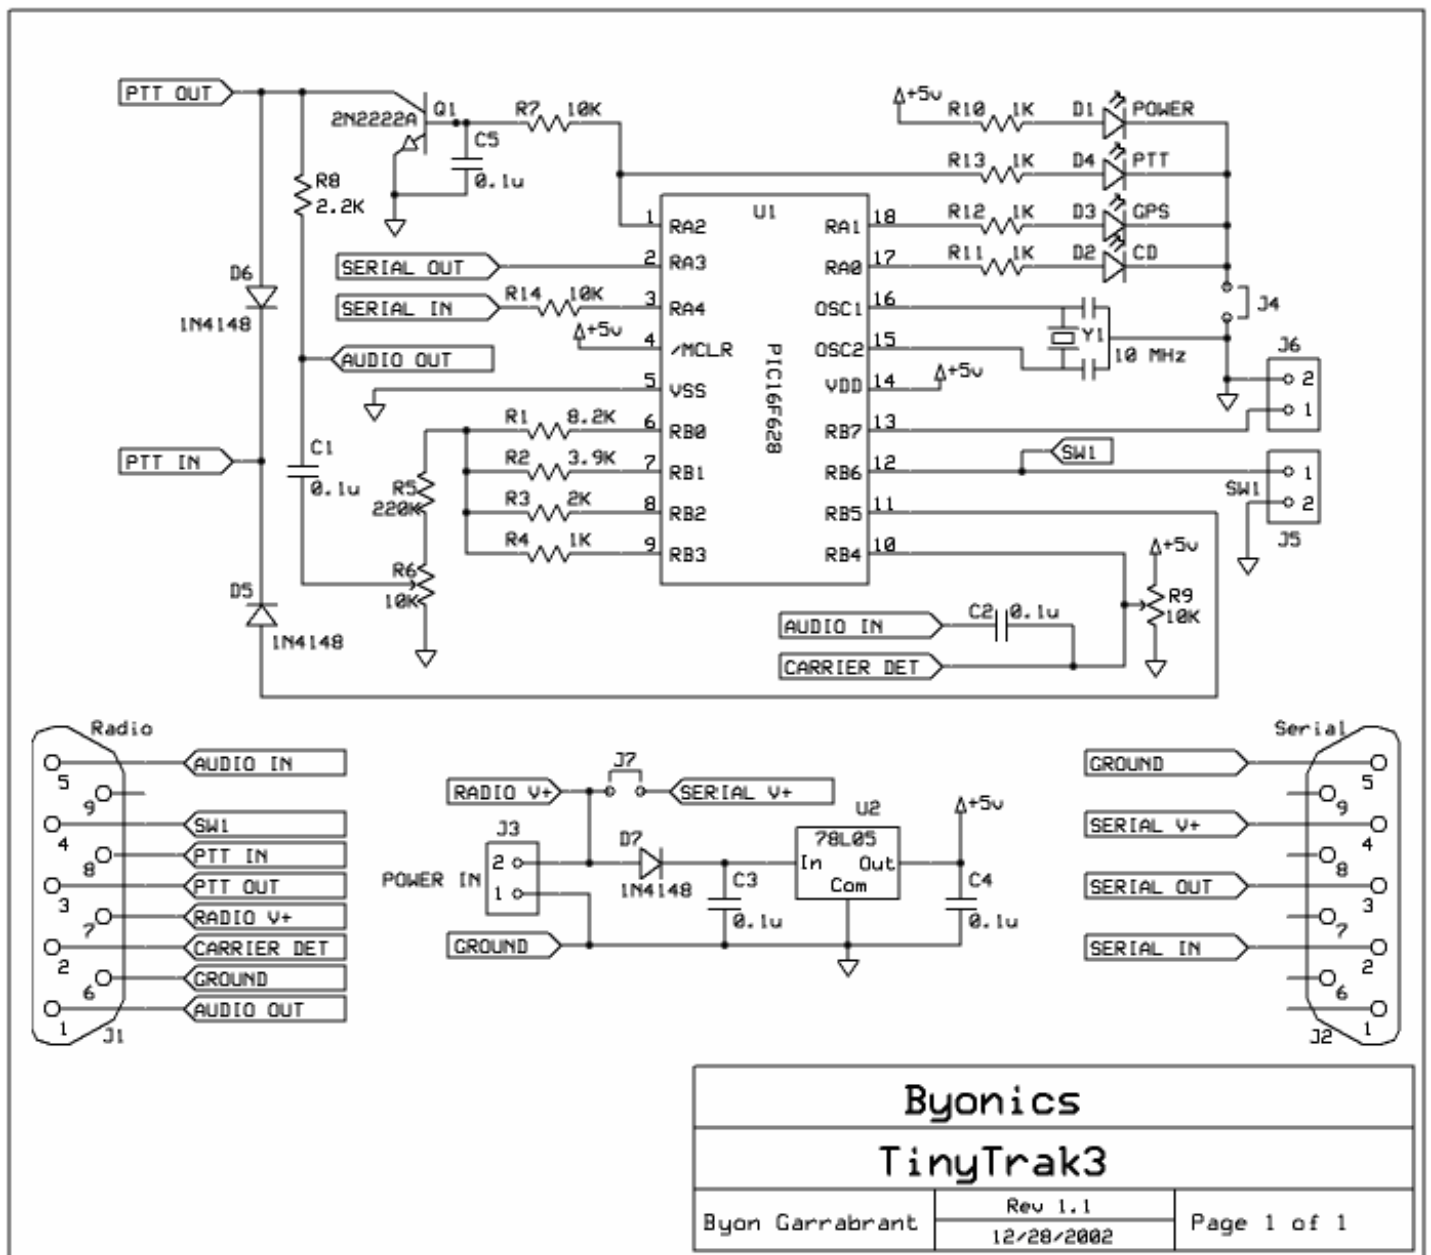 PTT OUT
2N2222A
Q1
C5
0.1u
R7 10K
R8
2.2K
+5v
R10 1K D1 POWER
R13 1K D4 PTT
R12 1K D3 GPS
R11 1K D2 CD
U1
PIC16F628
1 RA2
2 RA3
3 RA4
4 /MCLR
5 VSS
6 RB0
7 RB1
8 RB2
9 RB3
RA1 18
RA0 17
OSC1 16
OSC2 15
VDD 14
RB7 13
RB6 12
RB5 11
RB4 10
SERIAL OUT
SERIAL IN
R14 10K
+5v
D6
1N4148
AUDIO OUT
PTT IN
C1
0.1u
R1 8.2K
R2 3.9K
R3 2K
R4 1K
R5
220K
R6
10K
D5
1N4148
Y1
10 MHz
+5v
J4
J6
2
1
SW1
SW1
1
2
J5
+5v
R9
10K
AUDIO IN
C2 0.1u
CARRIER DET
Radio
5 AUDIO IN
9
4 SW1
8 PTT IN
3 PTT OUT
7 RADIO V+
2 CARRIER DET
6 GROUND
1 AUDIO OUT
J1
RADIO V+
J7
SERIAL V+
J3
POWER IN
2
1
D7
1N4148
C3
0.1u
U2
78L05
In Out
Com
+5v
C4
0.1u
GROUND
Serial
GROUND 5
9
SERIAL V+ 4
8
SERIAL OUT 3
7
SERIAL IN 2
6
1
J2
Byonics
TinyTrak3
Byon Garrabrant
Rev 1.1
12/28/2002
Page 1 of 1